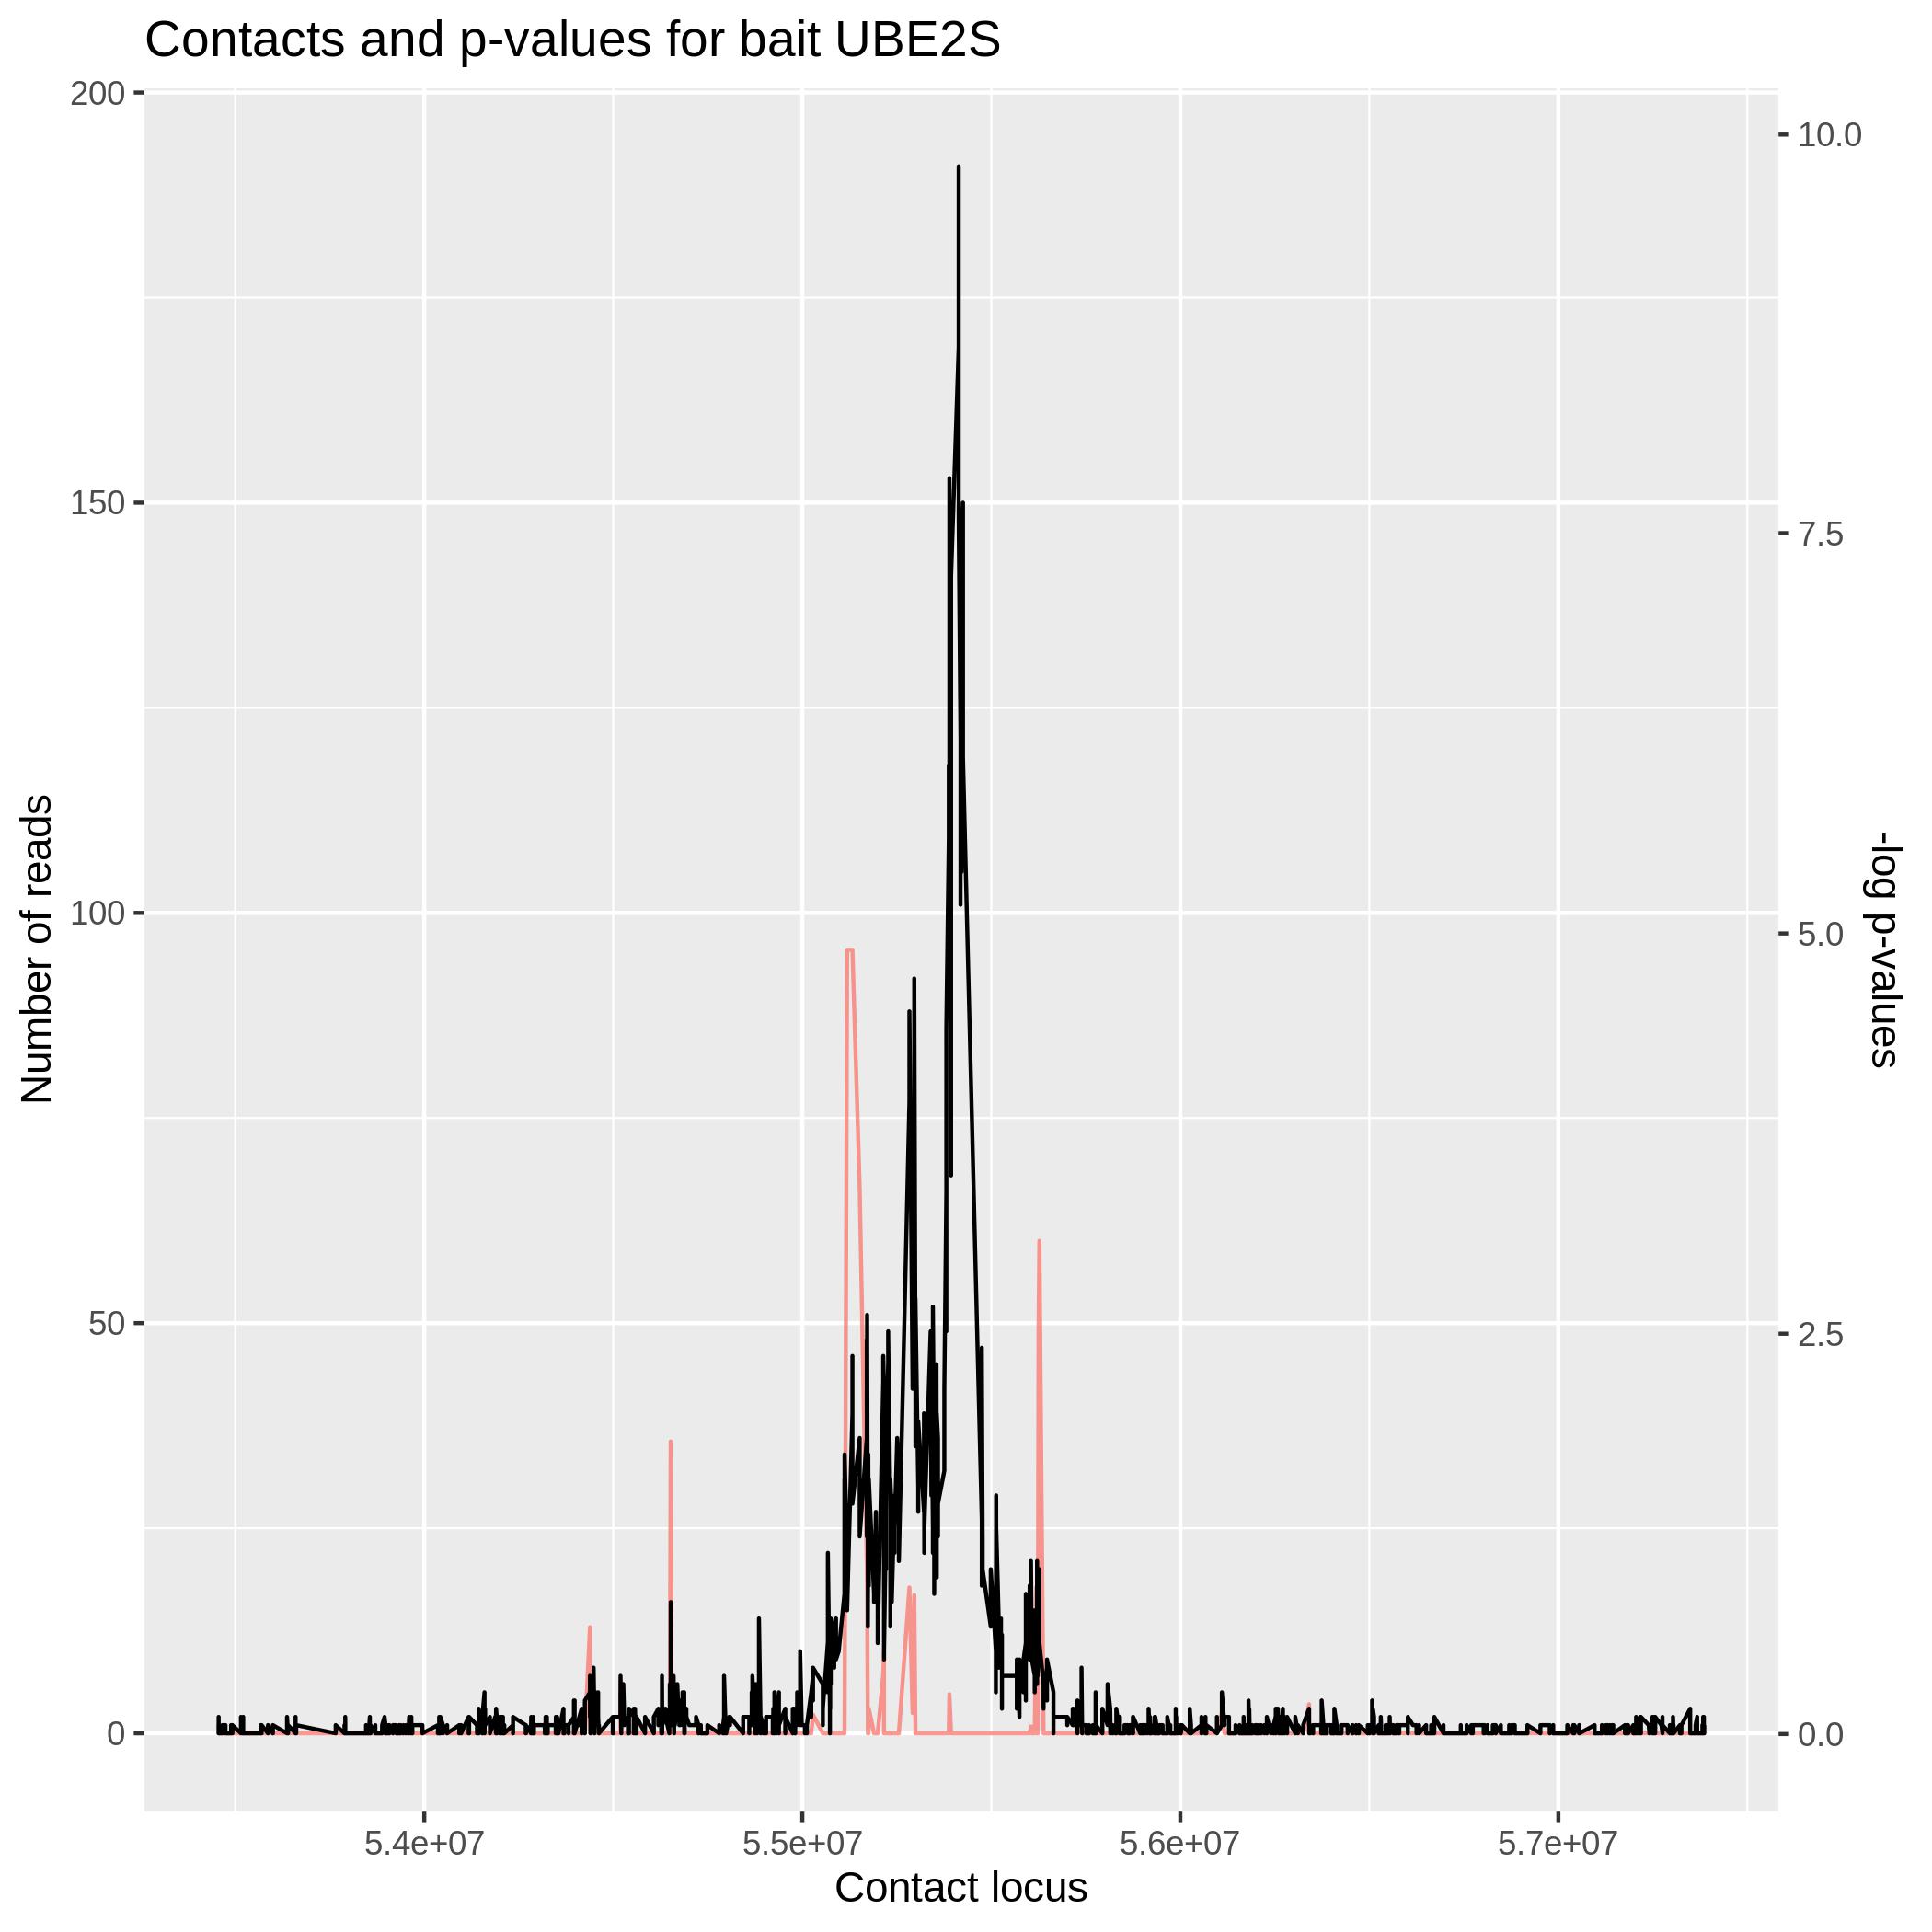 Contacts and p-values for bait UBE2S
200
150
100
50
0
Number of reads
10.0
7.5
5.0
2.5
0.0
-log p-values
5.4e+07
5.5e+07
5.6e+07
5.7e+07
Contact locus